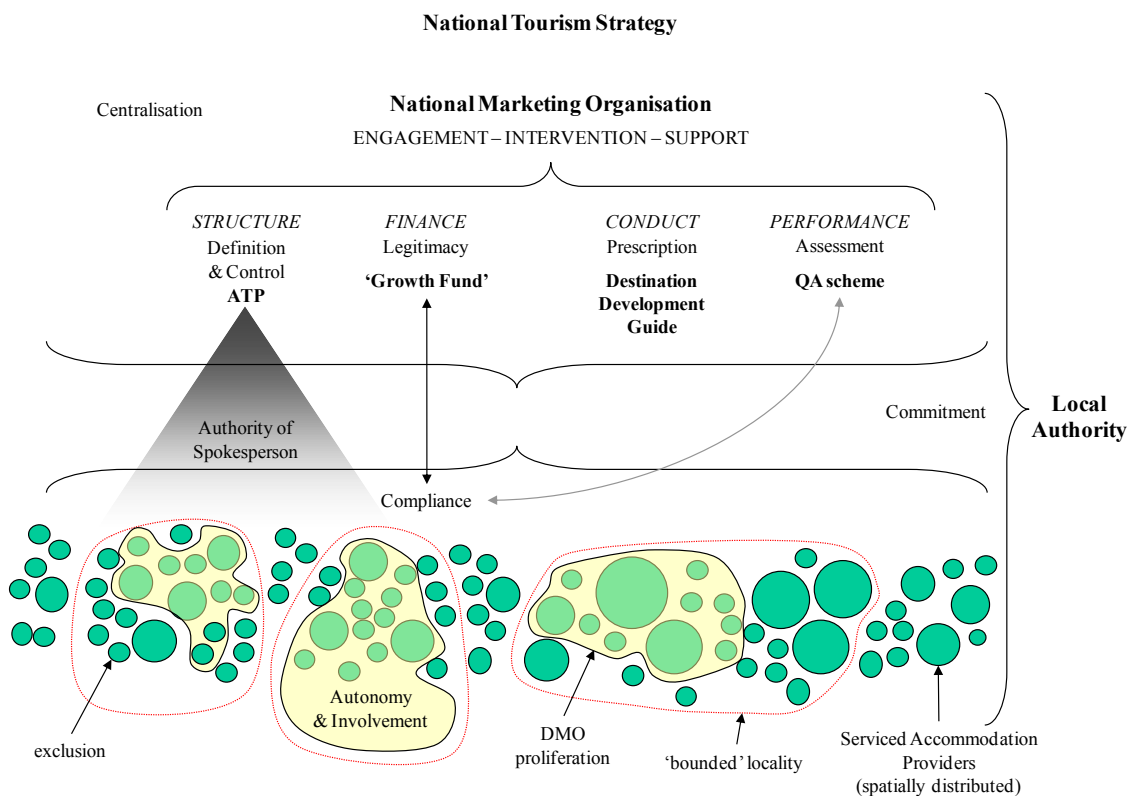 National Tourism Strategy
Centralisation
National Marketing Organisation
ENGAGEMENT – INTERVENTION – SUPPORT
STRUCTURE
Definition
& Control
ATP
FINANCE
Legitimacy
‘Growth Fund’
CONDUCT
Prescription
Destination
Development
Guide
PERFORMANCE
Assessment
QA scheme
Authority of
Spokesperson
Commitment
Local
Authority
Compliance
Autonomy
& Involvement
exclusion
DMO
proliferation
‘bounded’ locality
Serviced Accommodation
Providers
(spatially distributed)